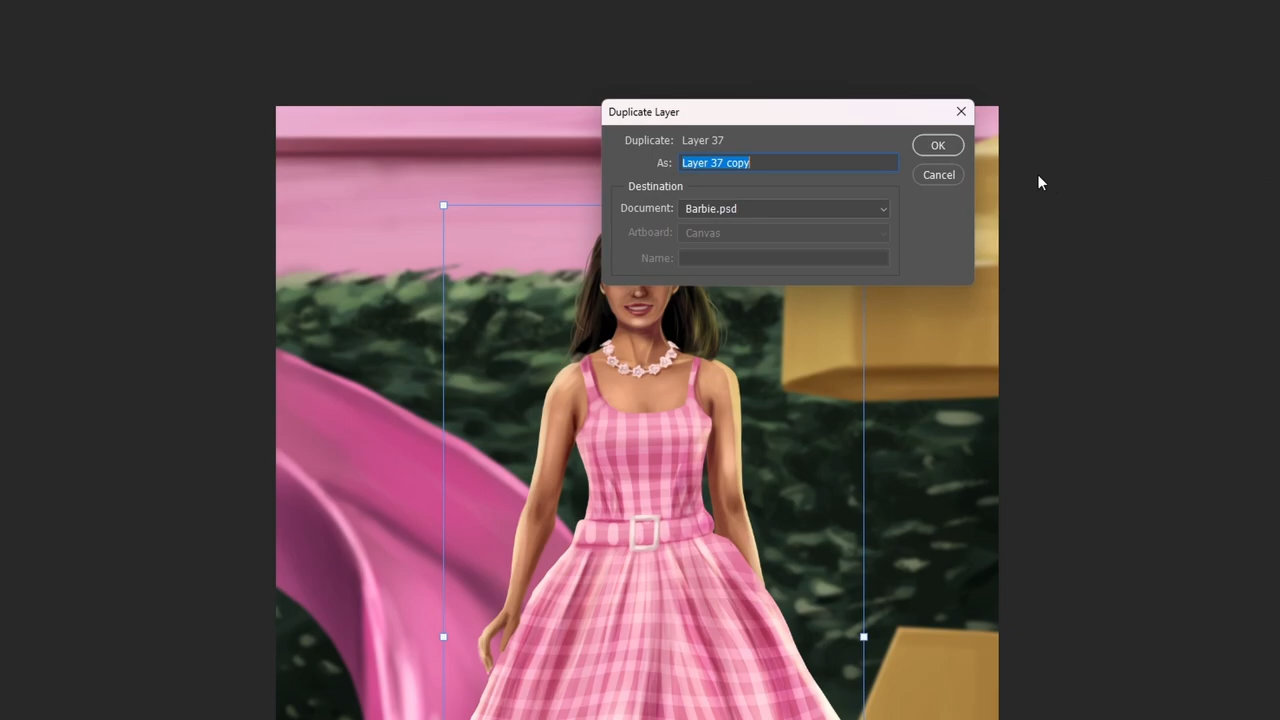 Duplicate Layer
Duplicate: Layer 37
OK
As: Layer 37 copy
Cancel
Destination
Document: Barbie.psd
Artboard: Canvas
Name: